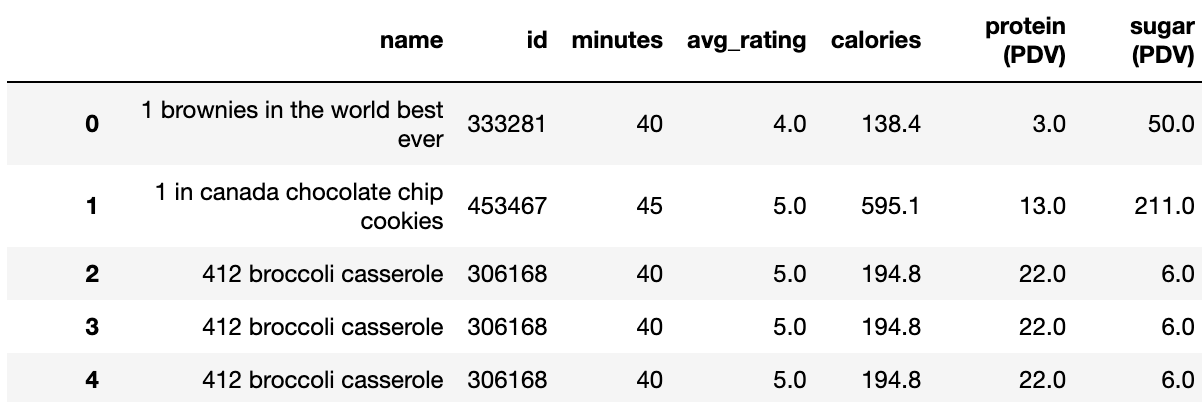 name id minutes avg_rating calories protein (PDV) sugar (PDV)
0 1 brownies in the world best ever 333281 40 4.0 138.4 3.0 50.0
1 1 in canada chocolate chip cookies 453467 45 5.0 595.1 13.0 211.0
2 412 broccoli casserole 306168 40 5.0 194.8 22.0 6.0
3 412 broccoli casserole 306168 40 5.0 194.8 22.0 6.0
4 412 broccoli casserole 306168 40 5.0 194.8 22.0 6.0